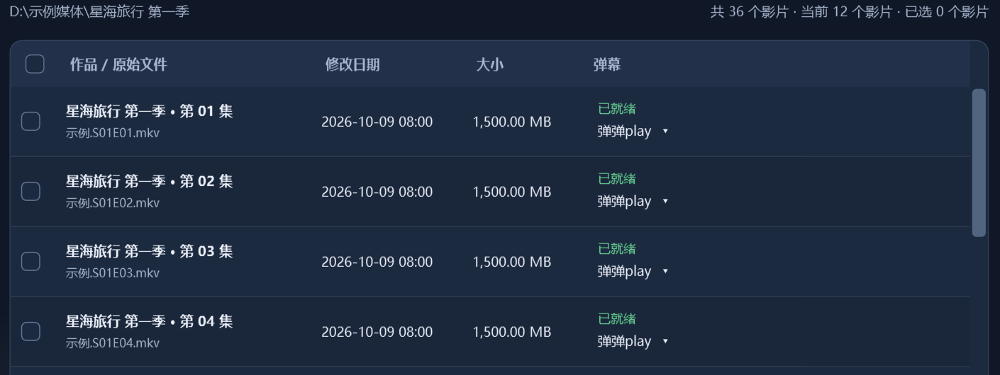 D:\示例媒体\星海旅行 第一季
共 36 个影片 · 当前 12 个影片 · 已选 0 个影片
作品 / 原始文件 修改日期 大小 弹幕
星海旅行 第一季 • 第 01 集
示例.S01E01.mkv
2026-10-09 08:00
1,500.00 MB
已就绪
弹弹play ▾
星海旅行 第一季 • 第 02 集
示例.S01E02.mkv
2026-10-09 08:00
1,500.00 MB
已就绪
弹弹play ▾
星海旅行 第一季 • 第 03 集
示例.S01E03.mkv
2026-10-09 08:00
1,500.00 MB
已就绪
弹弹play ▾
星海旅行 第一季 • 第 04 集
示例.S01E04.mkv
2026-10-09 08:00
1,500.00 MB
已就绪
弹弹play ▾